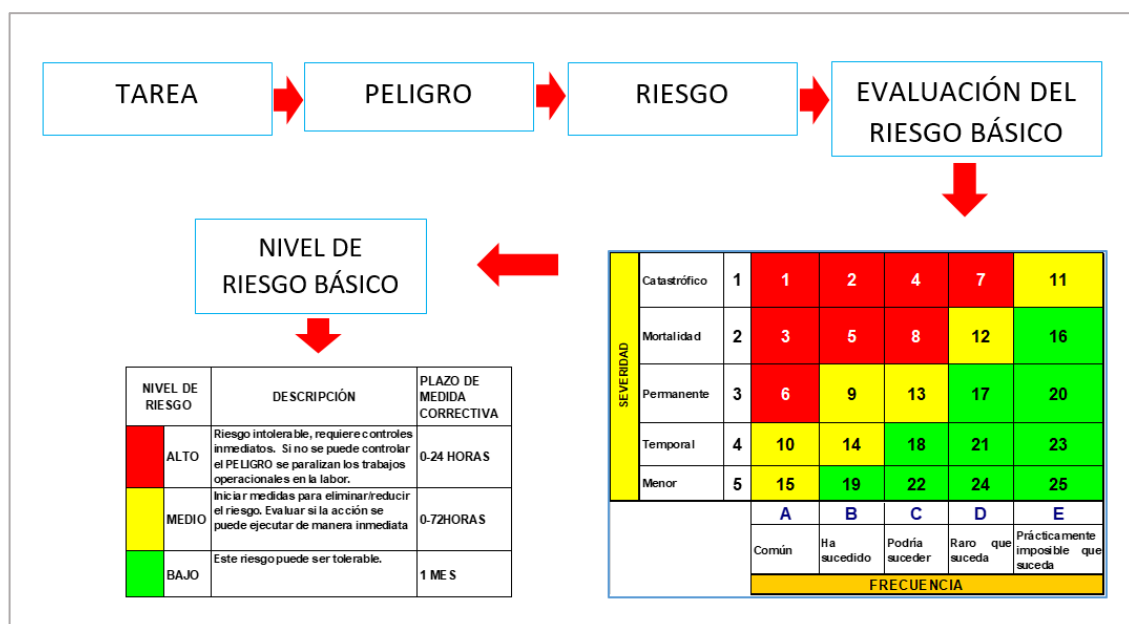 TAREA
PELIGRO
RIESGO
EVALUACIÓN DEL
RIESGO BÁSICO
NIVEL DE
RIESGO BÁSICO
SEVERIDAD
Catastrófico 1 1 2 4 7 11
Mortalidad 2 3 5 8 12 16
Permanente 3 6 9 13 17 20
Temporal 4 10 14 18 21 23
Menor 5 15 19 22 24 25
A B C D E
Común
Ha
sucedido
Podría
suceder
Raro que
suceda
Prácticamente
imposible que
suceda
FRECUENCIA
NIVEL DE
RIESGO
DESCRIPCIÓN
PLAZO DE
MEDIDA
CORRECTIVA
ALTO
Riesgo intolerable, requiere controles
inmediatos. Si no se puede controlar
el PELIGRO se paralizan los trabajos
operacionales en la labor.
0-24 HORAS
MEDIO
Iniciar medidas para eliminar/reducir
el riesgo. Evaluar si la acción se
puede ejecutar de manera inmediata
0-72HORAS
BAJO
Este riesgo puede ser tolerable.
1 MES